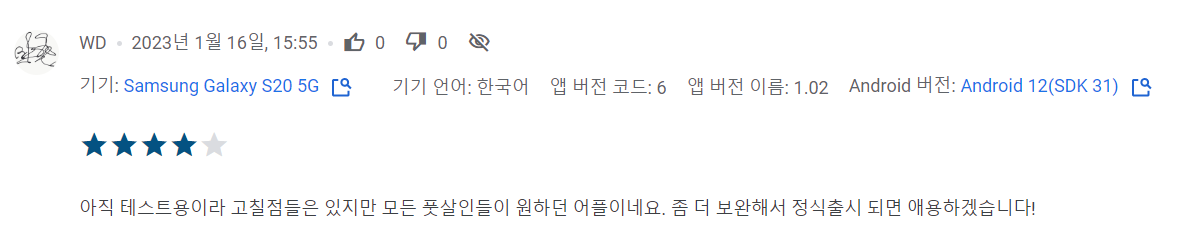 WD • 2023년 1월 16일, 15:55 • 0 0
기기: Samsung Galaxy S20 5G 기기 언어: 한국어 앱 버전 코드: 6 앱 버전 이름: 1.02 Android 버전: Android 12(SDK 31)
아직 테스트용이라 고칠점들은 있지만 모든 풋살인들이 원하던 어플이네요. 좀 더 보완해서 정식출시 되면 애용하겠습니다!